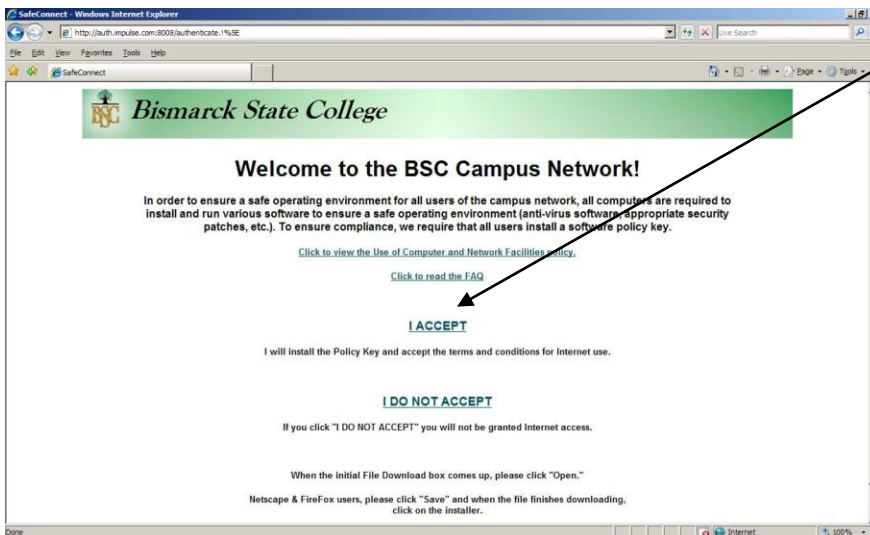 SafeConnect - Windows Internet Explorer
http://auth.impulse.com:8008/authenticate.!%5E
Live Search
File Edit View Favorites Tools Help
SafeConnect
Page Tools
BSC Bismarck State College
Welcome to the BSC Campus Network!
In order to ensure a safe operating environment for all users of the campus network, all computers are required to
install and run various software to ensure a safe operating environment (anti-virus software, appropriate security
patches, etc.). To ensure compliance, we require that all users install a software policy key.
Click to view the Use of Computer and Network Facilities policy.
Click to read the FAQ
I ACCEPT
I will install the Policy Key and accept the terms and conditions for Internet use.
I DO NOT ACCEPT
If you click "I DO NOT ACCEPT" you will not be granted Internet access.
When the initial File Download box comes up, please click "Open."
Netscape & FireFox users, please click "Save" and when the file finishes downloading,
click on the installer.
Done Internet 100%